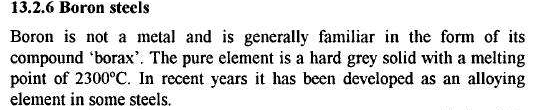 13.2.6 Boron steels
Boron is not a metal and is generally familiar in the form of its
compound ‘borax’. The pure element is a hard grey solid with a melting
point of 2300°C. In recent years it has been developed as an alloying
element in some steels.